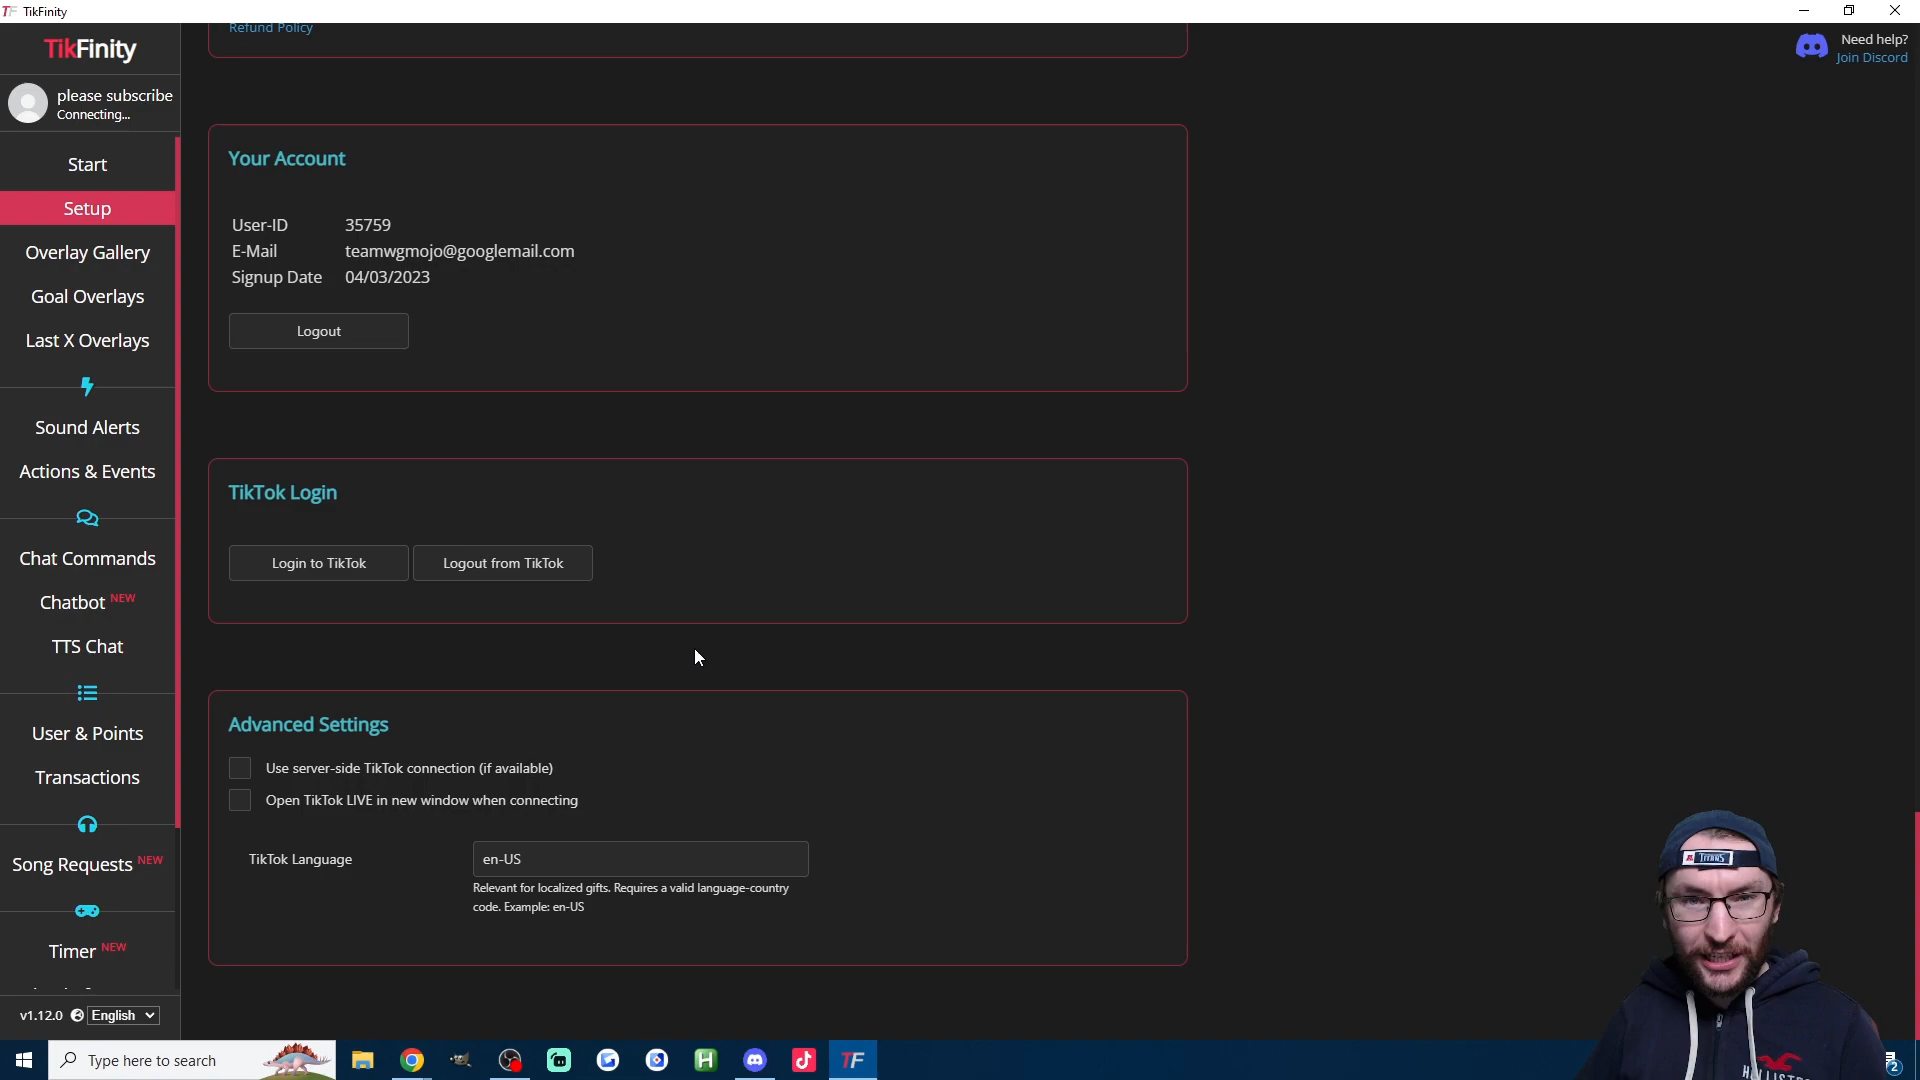 TF TikFinity
TikFinity
please subscribe
Connecting...
Start
Setup
Overlay Gallery
Goal Overlays
Last X Overlays
Sound Alerts
Actions & Events
Chat Commands
Chatbot NEW
TTS Chat
User & Points
Transactions
Song Requests NEW
Timer NEW
v1.12.0 English
Refund Policy
Need help?
Join Discord
Your Account
User-ID 35759
E-Mail teamwgmojo@googlemail.com
Signup Date 04/03/2023
Logout
TikTok Login
Login to TikTok
Logout from TikTok
Advanced Settings
Use server-side TikTok connection (if available)
Open TikTok LIVE in new window when connecting
TikTok Language
en-US
Relevant for localized gifts. Requires a valid language-country
code. Example: en-US
TITANS
Type here to search
H
TF
2